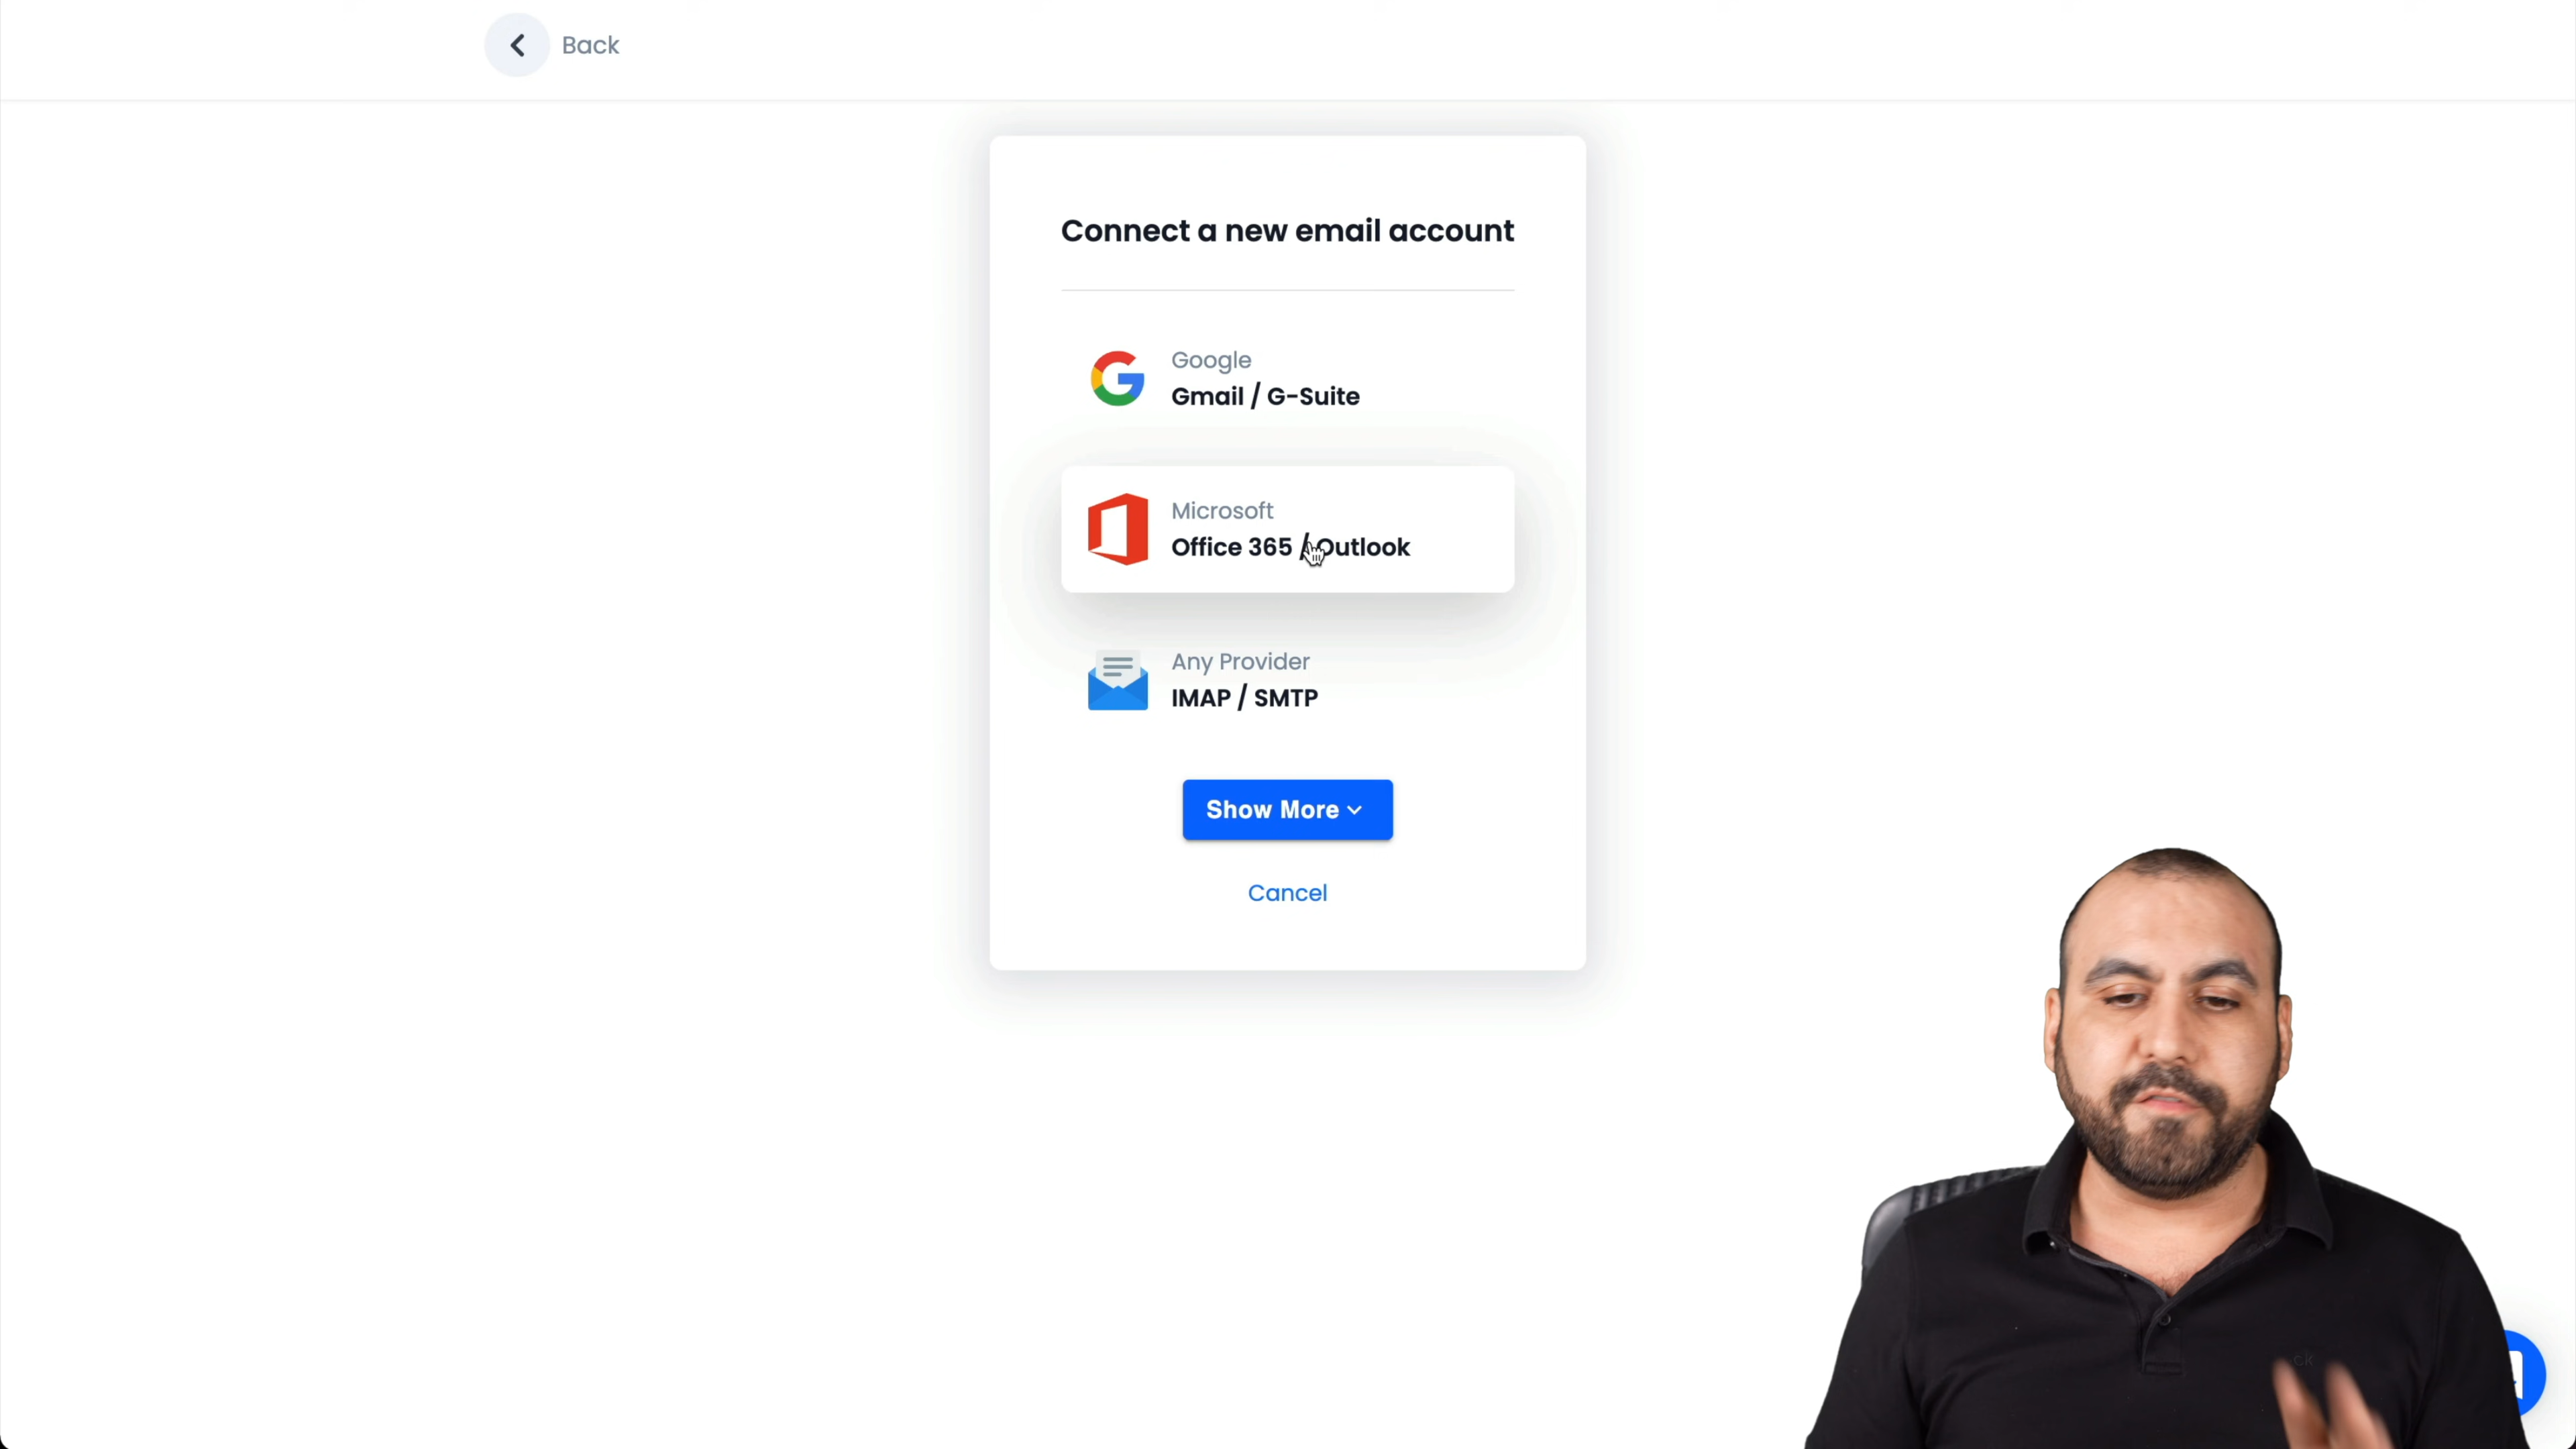 Back
Connect a new email account
Google
Gmail / G-Suite
Microsoft
Office 365 / Outlook
Any Provider
IMAP / SMTP
Show More
Cancel
ck